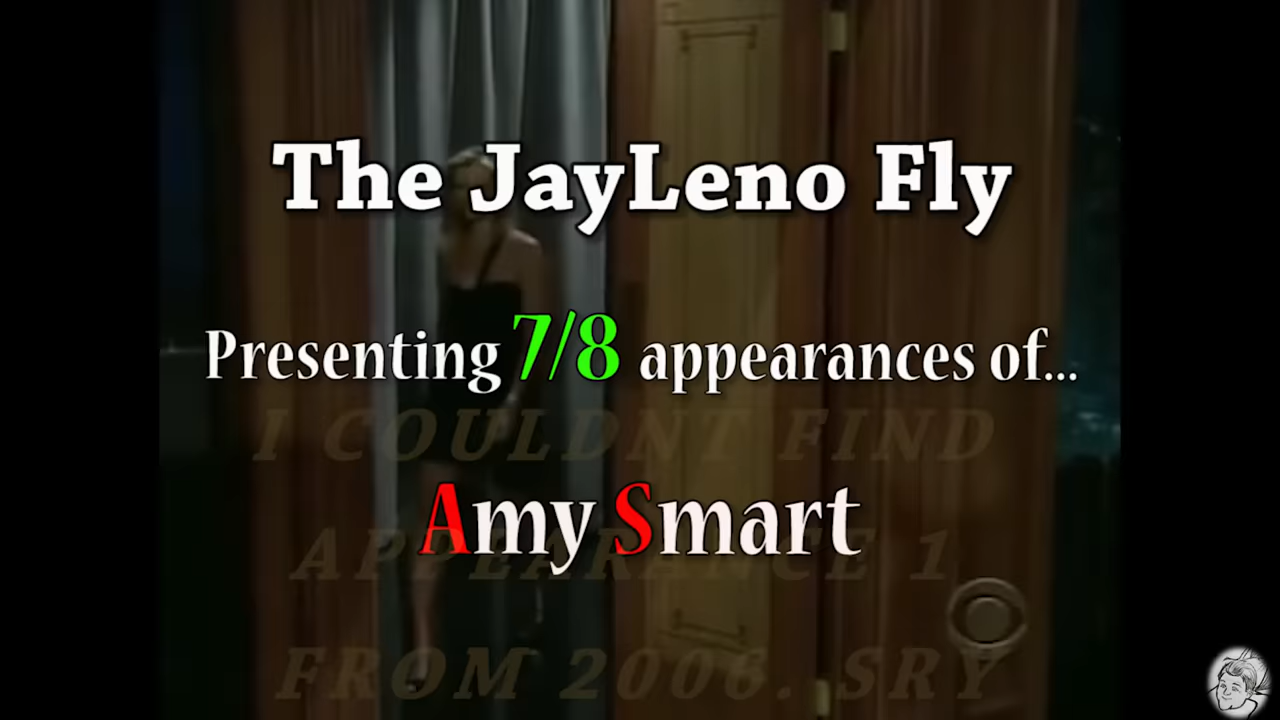 The JayLeno Fly
Presenting 7/8 appearances of...
I COULDNT FIND
Amy Smart
APPEARANCE 1
FROM 2006. SRY